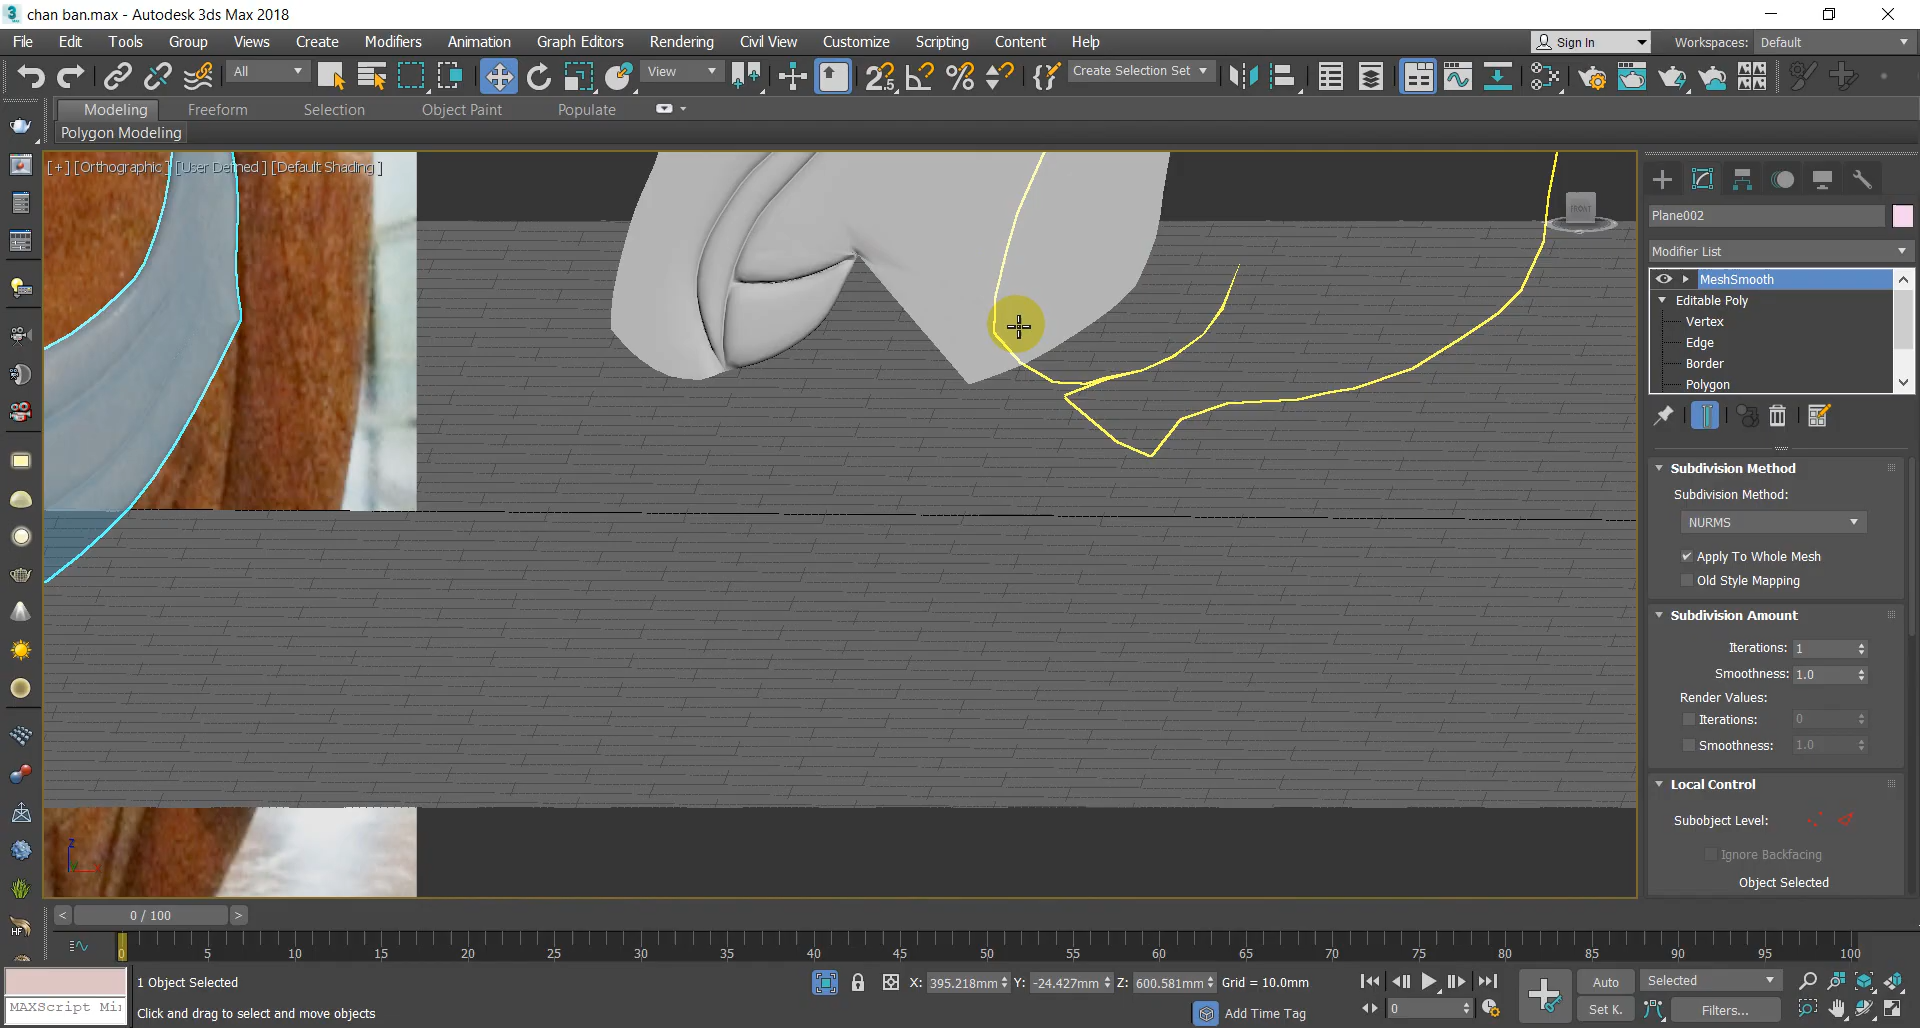 chan ban.max - Autodesk 3ds Max 2018
File Edit Tools Group Views Create Modifiers Animation Graph Editors Rendering Civil View Customize Scripting Content Help
Sign In Workspaces: Default
All View Create Selection Set
Modeling Freeform Selection Object Paint Populate
Polygon Modeling
[+] [Orthographic ] [User Defined ] [Default Shading ]
FRONT
Plane002
Modifier List
MeshSmooth
Editable Poly
Vertex
Edge
Border
Polygon
Subdivision Method
Subdivision Method:
NURMS
Apply To Whole Mesh
Old Style Mapping
Subdivision Amount
Iterations: 1
Smoothness: 1.0
Render Values:
Iterations: 0
Smoothness: 1.0
Local Control
Subobject Level:
Ignore Backfacing
Object Selected
z
HF
< 0 / 100 >
0 5 10 15 20 25 30 35 40 45 50 55 60 65 70 75 80 85 90 95 100
1 Object Selected X: 395.218mm Y: -24.427mm Z: 600.581mm Grid = 10.0mm Auto Selected
MAXScript Mi Click and drag to select and move objects Add Time Tag 0 Set K. Filters...